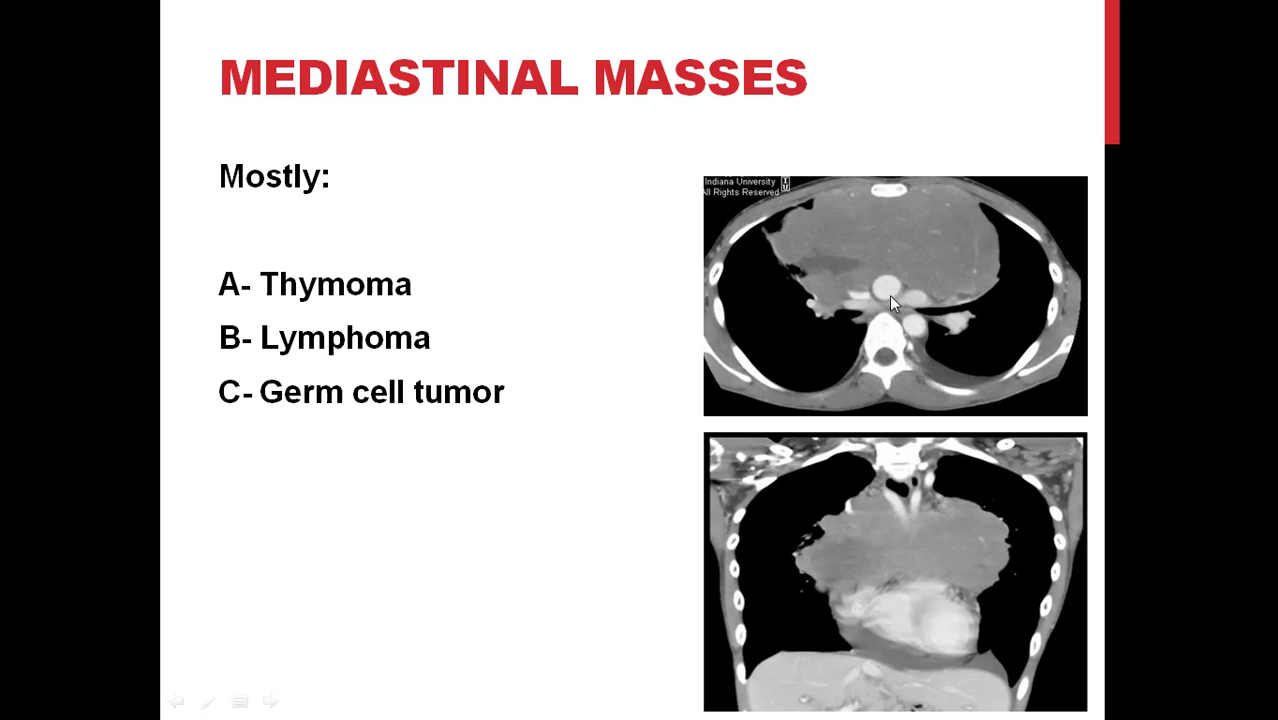 MEDIASTINAL MASSES
Mostly:
A- Thymoma
B- Lymphoma
C- Germ cell tumor
Indiana University
All Rights Reserved